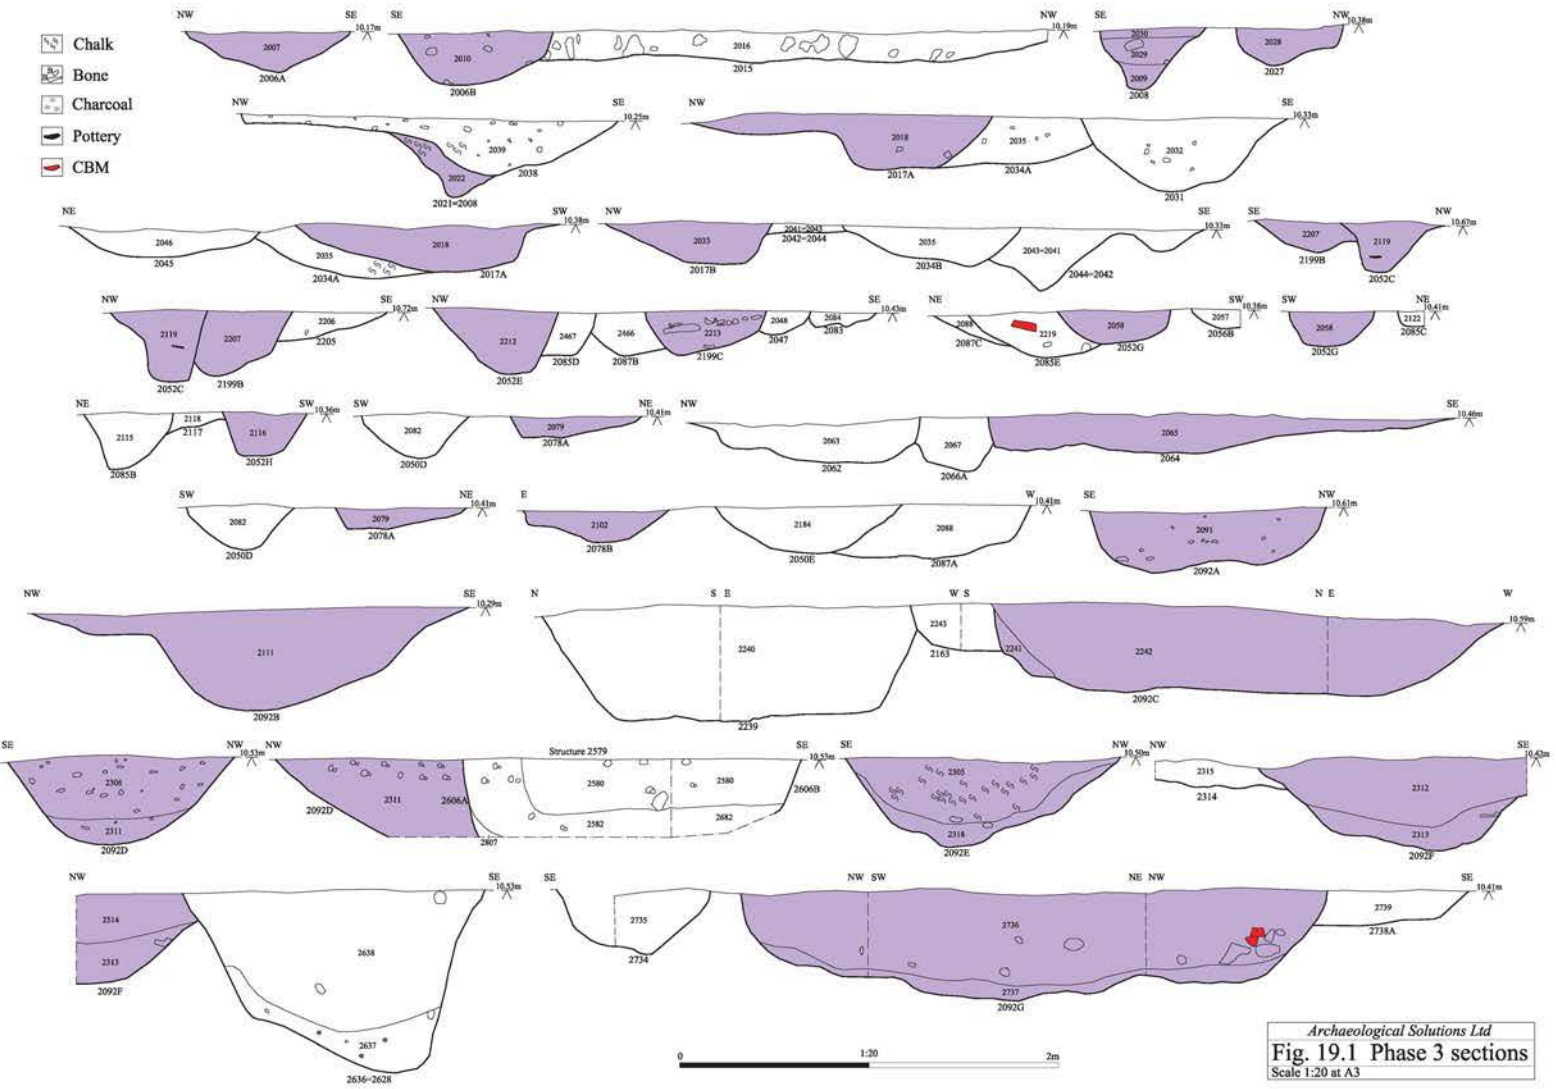 Chalk
Bone
Charcoal
Pottery
CBM
NW SE 10.17m
2007
2006A
SE NW 10.19m
2010 2016
2006B 2015
SE NW 10.38m
2030
2029 2028
2009
2008 2027
NW SE 10.25m
2039
2022 2038
2021=2008
NW SE 10.33m
2018 2035 2032
2017A 2034A 2031
NE SW 10.38m
2046 2035 2018
2045 2034A 2017A
NW SE 10.33m
2033 2041=2043 2035 2043=2041
2017B 2042=2044 2034B 2044=2042
SE NW 10.67m
2207 2119
2199B 2052C
NW SE 10.72m
2119 2207 2206
2052C 2199B 2205
NW SE 10.43m
2212 2467 2466 2213 2048 2084
2052E 2085D 2087B 2199C 2047 2083
NE SW 10.38m
2088 2219 2058 2057
2087C 2085E 2052G 2056B
SW NE 10.41m
2058 2122
2052G 2085C
NE SW 10.36m
2115 2118 2116
2085B 2117 2052H
SW NE 10.41m
2082 2079
2050D 2078A
NW SE 10.46m
2063 2067 2065
2062 2066A 2064
SW NE 10.41m
2082 2079
2050D 2078A
E W 10.41m
2102 2184 2088
2078B 2050E 2087A
SE NW 10.61m
2091
2092A
NW SE 10.29m
2111
2092B
N S E W S N E W 10.59m
2240 2243 2241 2242
2239 2163 2092C
SE NW 10.53m
2306
2311
2092D
NW Structure 2579 SE 10.53m
2092D 2311 2606A 2580 2580 2606B
2582 2682
2807
SE NW 10.50m
2305
2318
2092E
NW SE 10.42m
2315 2312
2314 2313
2092F
NW SE 10.53m
2314 2638
2313
2092F
2637
2636=2628
SE NW SW NE NW SE 10.41m
2735 2736 2739
2734 2737 2738A
2092G
0 1:20 2m
Archaeological Solutions Ltd
Fig. 19.1 Phase 3 sections
Scale 1:20 at A3